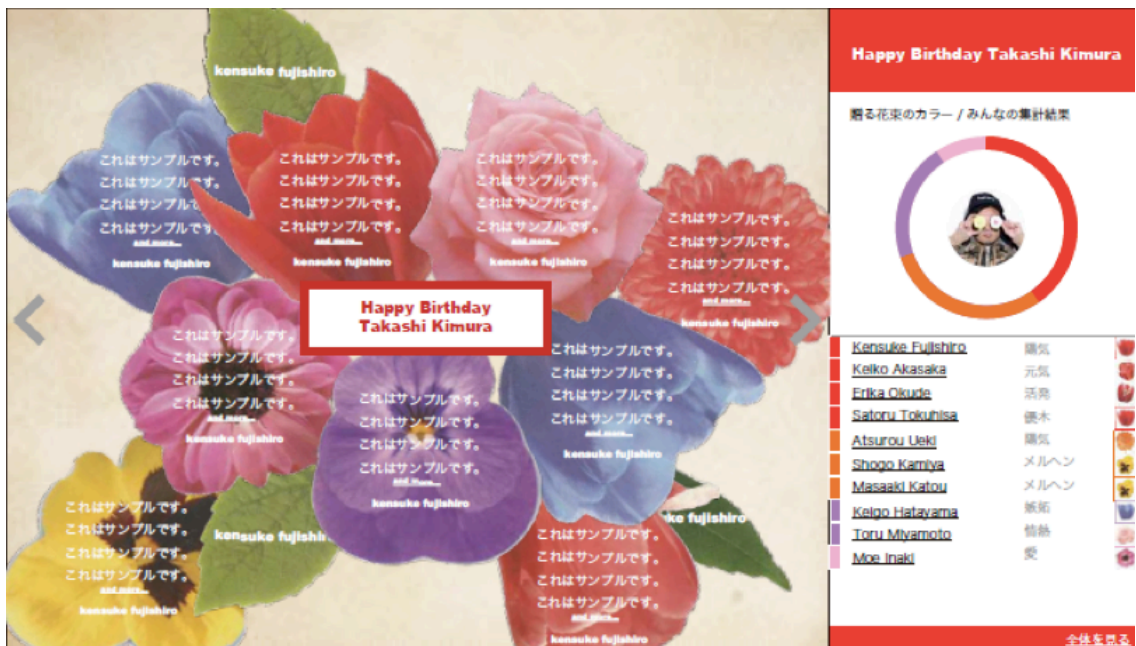 kensuke fujishiro
これはサンプルです。
これはサンプルです。
これはサンプルです。
これはサンプルです。
and more...
kensuke fujishiro
これはサンプルです。
これはサンプルです。
これはサンプルです。
これはサンプルです。
and more...
kensuke fujishiro
これはサンプルです。
これはサンプルです。
これはサンプルです。
これはサンプルです。
and more...
kensuke fujishiro
これはサンプルです。
これはサンプルです。
これはサンプルです。
これはサンプルです。
and more...
kensuke fujishiro
Happy Birthday
Takashi Kimura
これはサンプルです。
これはサンプルです。
これはサンプルです。
これはサンプルです。
and more...
kensuke fujishiro
これはサンプルです。
これはサンプルです。
これはサンプルです。
これはサンプルです。
and more...
kensuke fujishiro
これはサンプルです。
これはサンプルです。
これはサンプルです。
これはサンプルです。
and more...
kensuke fujishiro
これはサンプルです。
これはサンプルです。
これはサンプルです。
これはサンプルです。
and more...
kensuke fujishiro
kensuke fujishi
ke fujishiro
これはサンプルです。
これはサンプルです。
これはサンプルです。
これはサンプルです。
and more...
kensuke fujishiro
Happy Birthday Takashi Kimura
贈る花束のカラー / みんなの集計結果
Kensuke Fujishiro 陽気
Keiko Akasaka 元気
Erika Okude 活発
Satoru Tokuhisa 優木
Atsurou Ueki 陽気
Shogo Kamiya メルヘン
Masaaki Katou メルヘン
Keigo Hatayama 嫉妬
Toru Miyamoto 情熱
Moe Inaki 愛
全体を見る